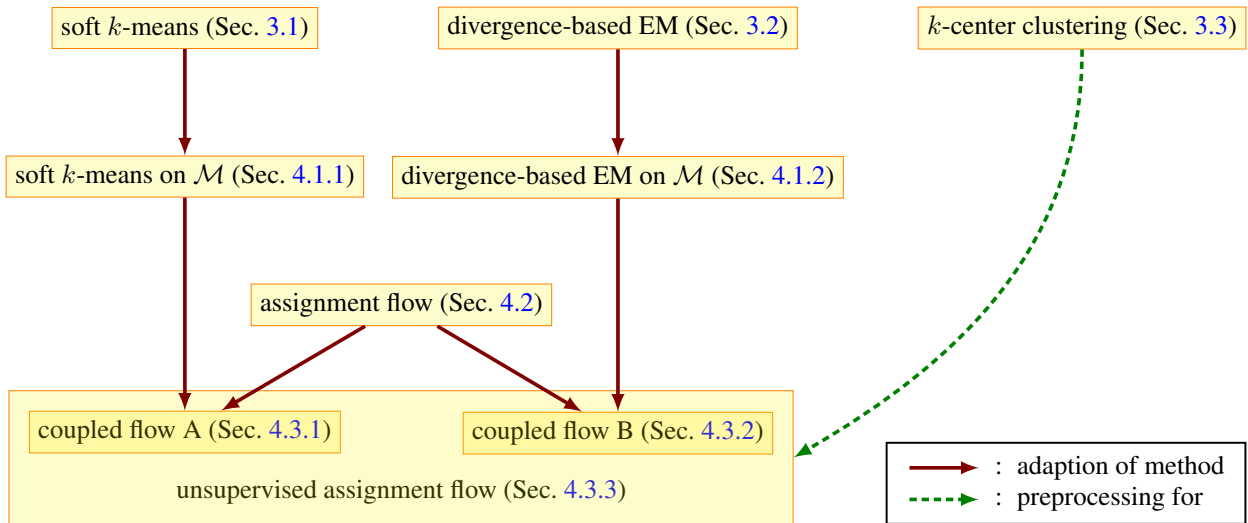 soft k-means (Sec. 3.1)
divergence-based EM (Sec. 3.2)
k-center clustering (Sec. 3.3)
soft k-means on ℳ (Sec. 4.1.1)
divergence-based EM on ℳ (Sec. 4.1.2)
assignment flow (Sec. 4.2)
coupled flow A (Sec. 4.3.1)
coupled flow B (Sec. 4.3.2)
unsupervised assignment flow (Sec. 4.3.3)
: adaption of method
: preprocessing for